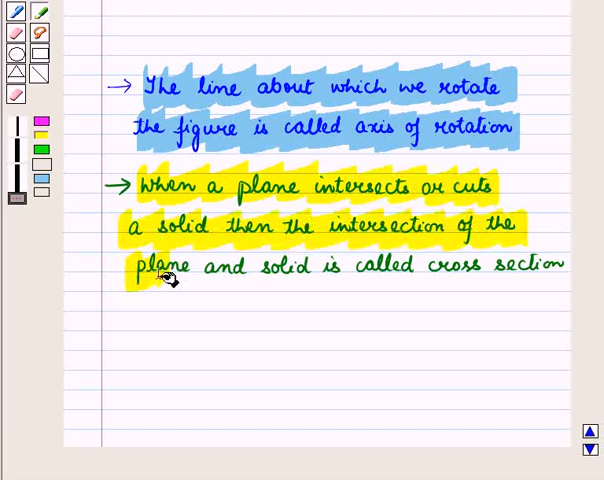 → The line about which we rotate
the figure is called axis of rotation
→ When a plane intersects or cuts
a solid then the intersection of the
plane and solid is called cross section